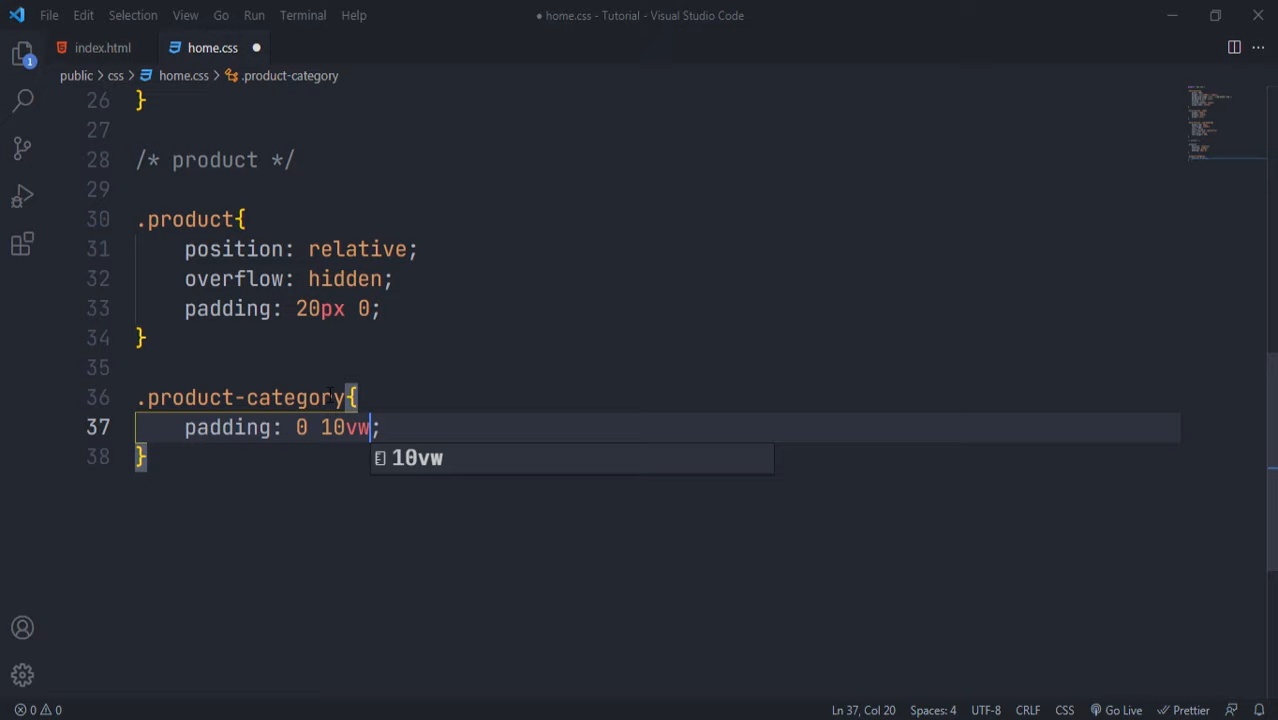 File Edit Selection View Go Run Terminal Help ● home.css - Tutorial - Visual Studio Code
index.html home.css ●
public > css > home.css > .product-category
26 }
27
28 /* product */
29
30 .product{
31 position: relative;
32 overflow: hidden;
33 padding: 20px 0;
34 }
35
36 .product-category{
37 padding: 0 10vw;
10vw
38 }
1
0 0 Ln 37, Col 20 Spaces: 4 UTF-8 CRLF CSS Go Live Prettier